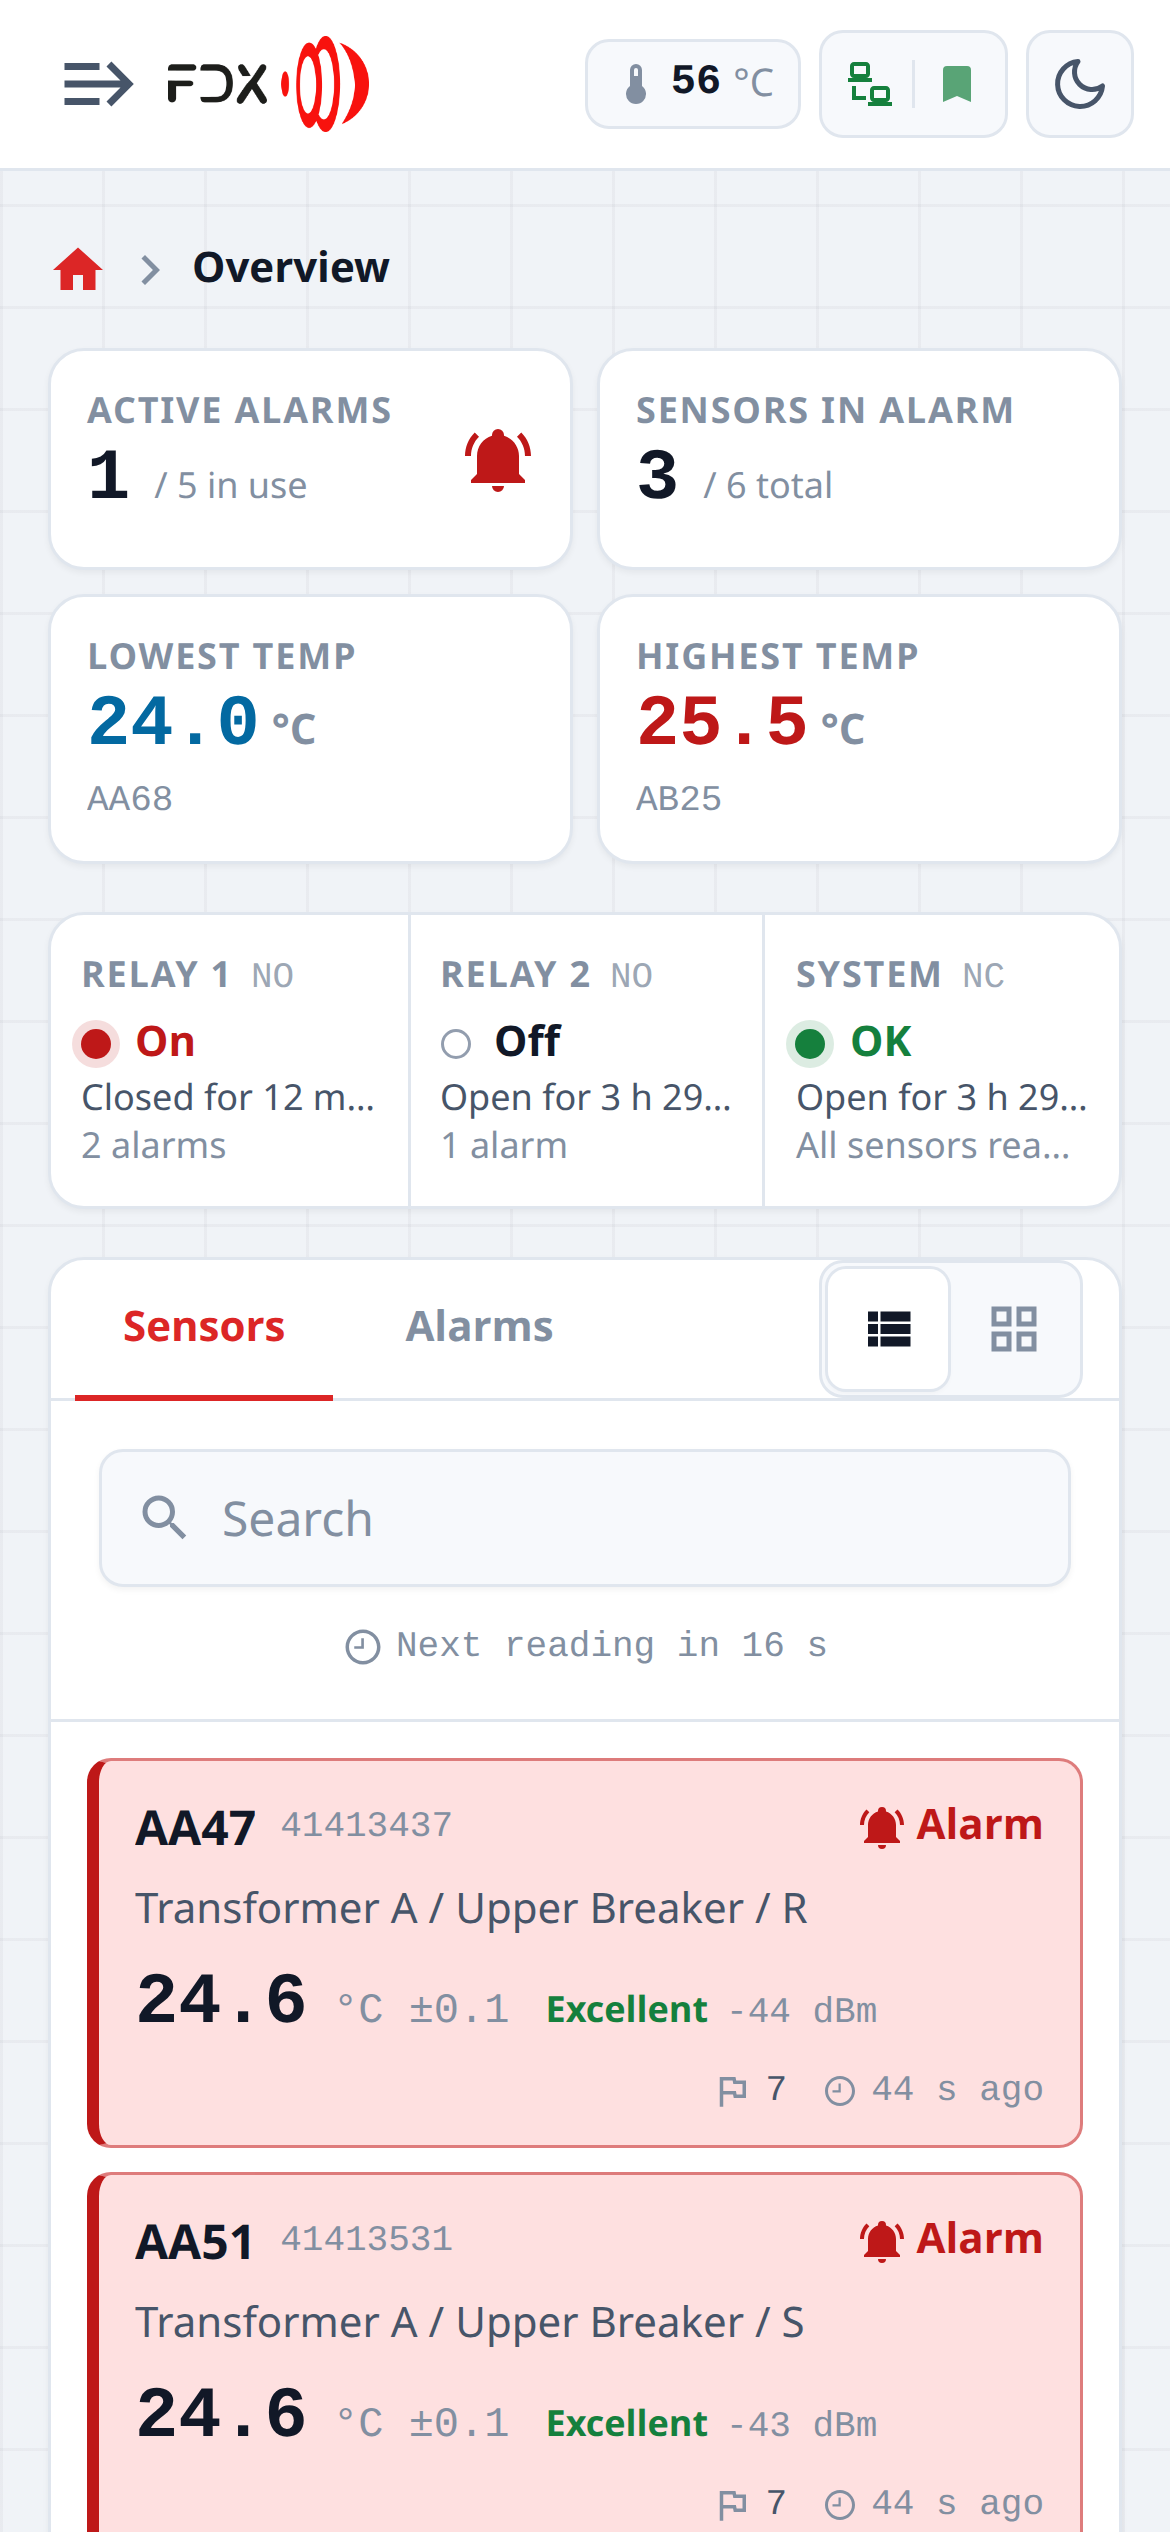 FDX
56 °C
Overview
ACTIVE ALARMS
1 / 5 in use
SENSORS IN ALARM
3 / 6 total
LOWEST TEMP
24.0 °C
AA68
HIGHEST TEMP
25.5 °C
AB25
RELAY 1 NO
On
Closed for 12 m...
2 alarms
RELAY 2 NO
Off
Open for 3 h 29...
1 alarm
SYSTEM NC
OK
Open for 3 h 29...
All sensors rea...
Sensors
Alarms
Search
Next reading in 16 s
AA47 41413437
Alarm
Transformer A / Upper Breaker / R
24.6 °C ±0.1 Excellent -44 dBm
7 44 s ago
AA51 41413531
Alarm
Transformer A / Upper Breaker / S
24.6 °C ±0.1 Excellent -43 dBm
7 44 s ago